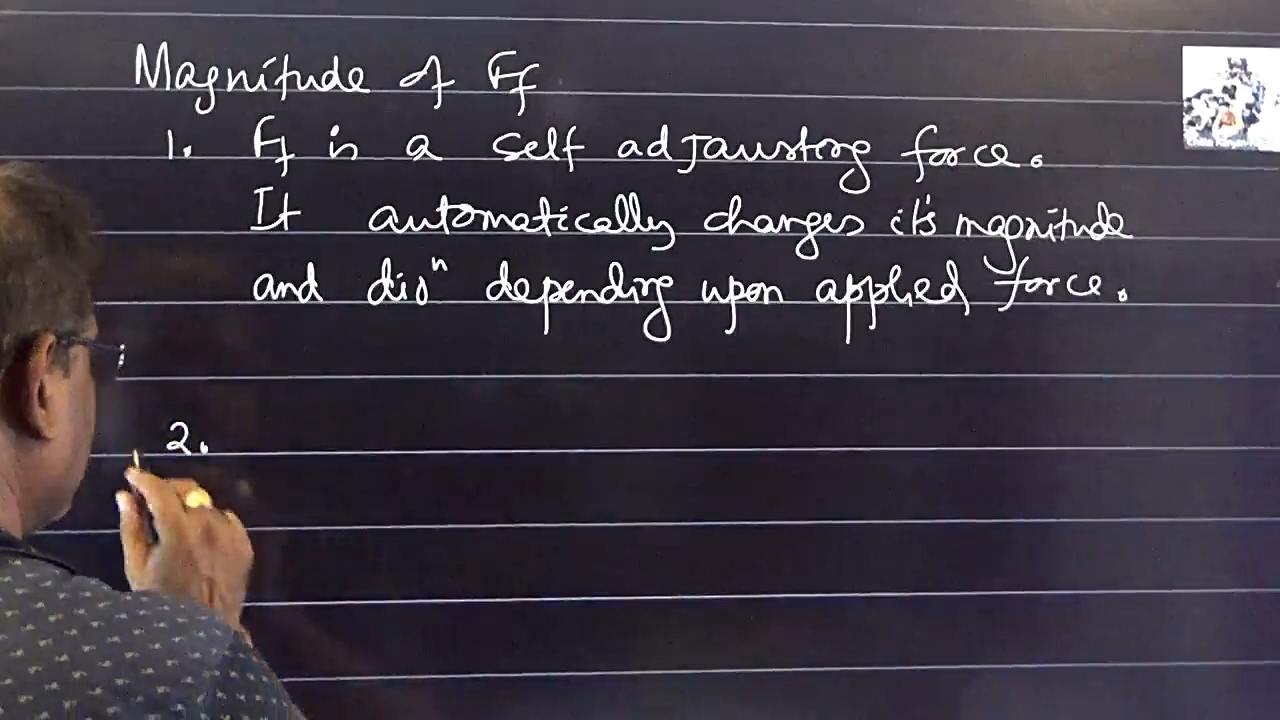 Magnitude of Ff
1. Ff is a self adjausting force.
It automatically changes it's magnitude
and dirⁿ depending upon applied force.
2.